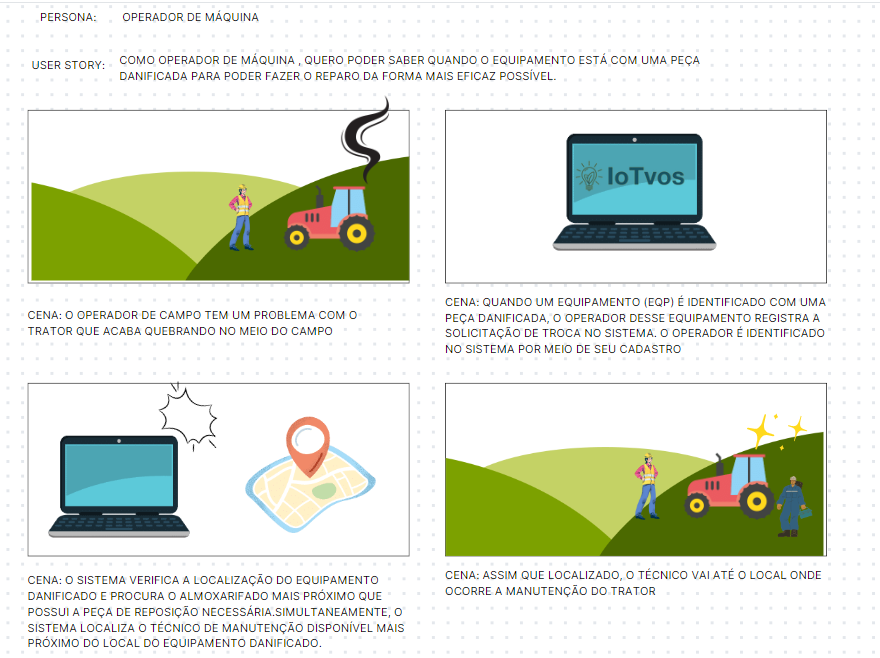 PERSONA: OPERADOR DE MÁQUINA
USER STORY: COMO OPERADOR DE MÁQUINA , QUERO PODER SABER QUANDO O EQUIPAMENTO ESTÁ COM UMA PEÇA
DANIFICADA PARA PODER FAZER O REPARO DA FORMA MAIS EFICAZ POSSÍVEL.
IoTvos
CENA: O OPERADOR DE CAMPO TEM UM PROBLEMA COM O
TRATOR QUE ACABA QUEBRANDO NO MEIO DO CAMPO
CENA: QUANDO UM EQUIPAMENTO (EQP) É IDENTIFICADO COM UMA
PEÇA DANIFICADA, O OPERADOR DESSE EQUIPAMENTO REGISTRA A
SOLICITAÇÃO DE TROCA NO SISTEMA. O OPERADOR É IDENTIFICADO
NO SISTEMA POR MEIO DE SEU CADASTRO
CENA: O SISTEMA VERIFICA A LOCALIZAÇÃO DO EQUIPAMENTO
DANIFICADO E PROCURA O ALMOXARIFADO MAIS PRÓXIMO QUE
POSSUI A PEÇA DE REPOSIÇÃO NECESSÁRIA.SIMULTANEAMENTE, O
SISTEMA LOCALIZA O TÉCNICO DE MANUTENÇÃO DISPONÍVEL MAIS
PRÓXIMO DO LOCAL DO EQUIPAMENTO DANIFICADO.
CENA: ASSIM QUE LOCALIZADO, O TÉCNICO VAI ATÉ O LOCAL ONDE
OCORRE A MANUTENÇÃO DO TRATOR